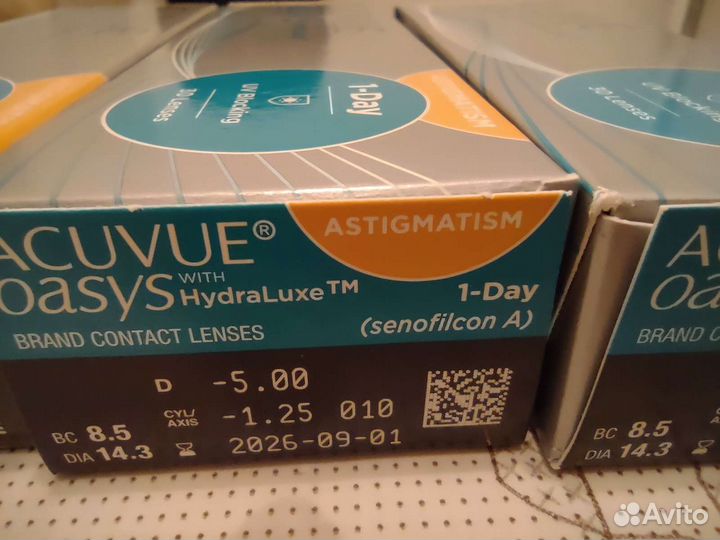 ASTIGMATISM
1-Day
UV Blocking
30 Lenses
ASTIGMATISM
UV Blocking
30 Lenses
ACUVUE®
oasys WITH HydraLuxe™
ASTIGMATISM
1-Day
(senofilcon A)
BRAND CONTACT LENSES
D -5.00
CYL/AXIS -1.25 010
BC 8.5
DIA 14.3
2026-09-01
BRAND C
BC 8.5
DIA 14.3
Avito